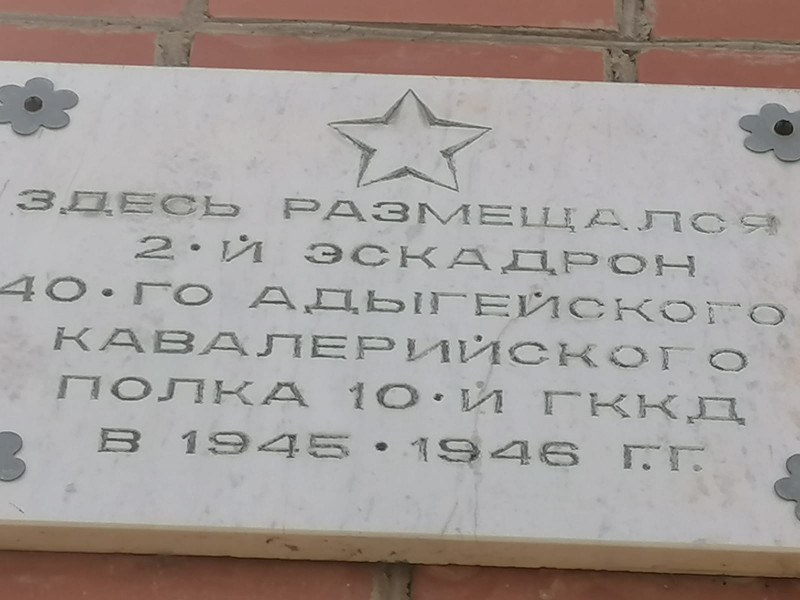 ЗДЕСЬ РАЗМЕЩАЛСЯ
2·Й ЭСКАДРОН
40·ГО АДЫГЕЙСКОГО
КАВАЛЕРИЙСКОГО
ПОЛКА 10·Й ГККД
В 1945·1946 Г.Г.